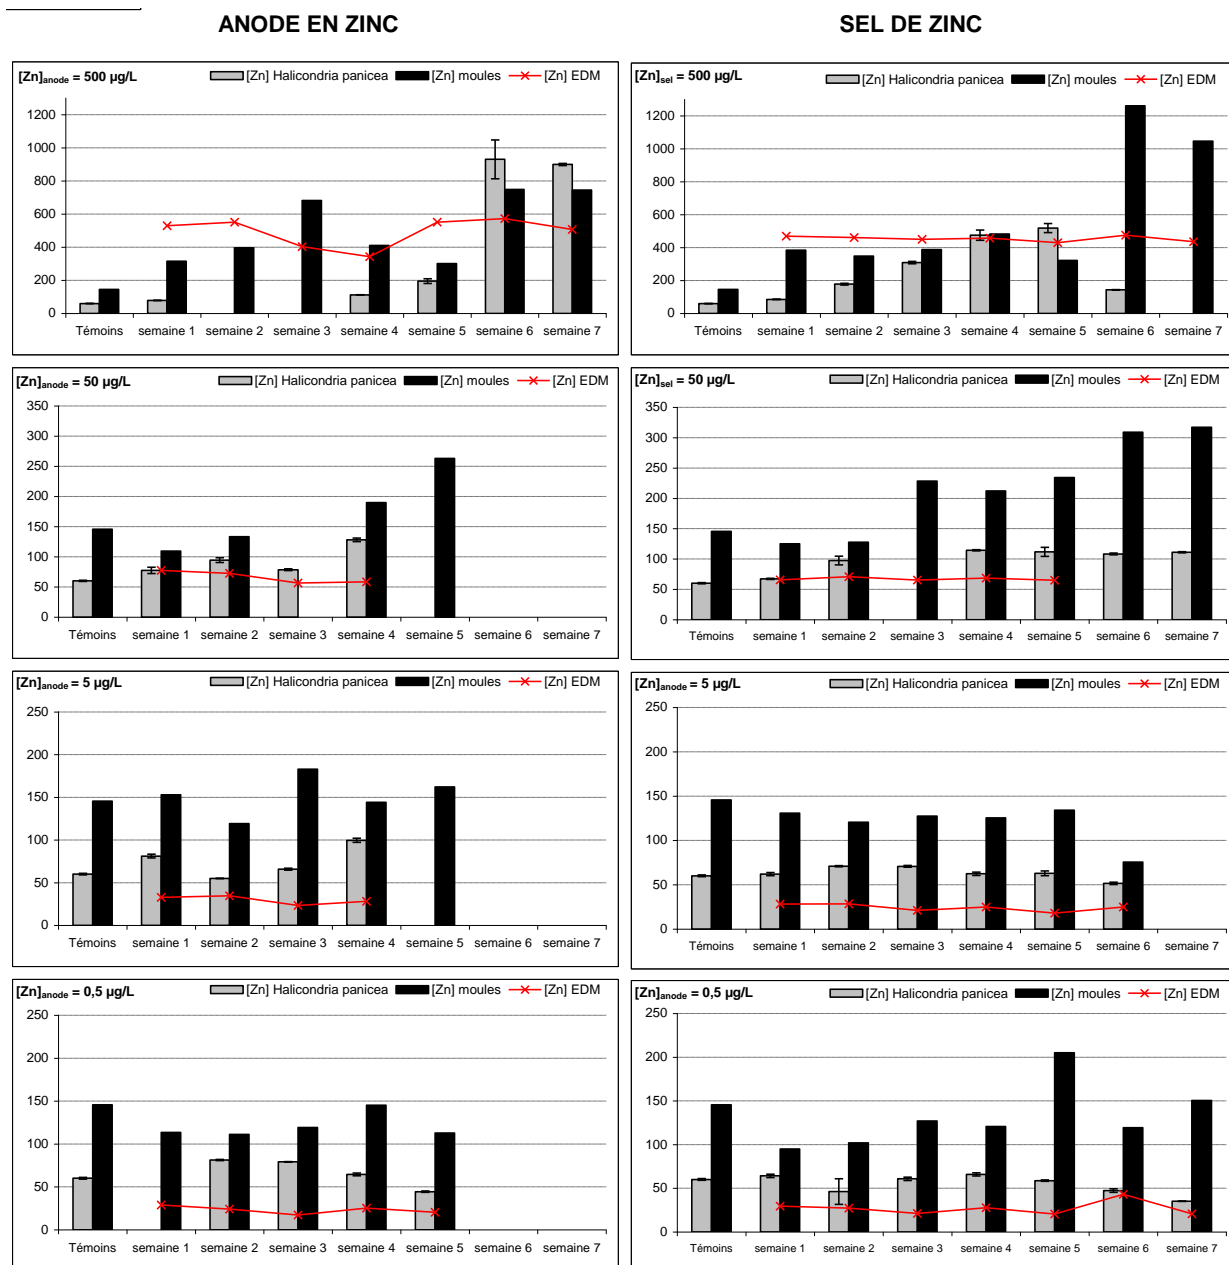 ANODE EN ZINC
SEL DE ZINC
[Zn]anode = 500 µg/L
[Zn] Halicondria panicea [Zn] moules [Zn] EDM
1200
1000
800
600
400
200
0
Témoins semaine 1 semaine 2 semaine 3 semaine 4 semaine 5 semaine 6 semaine 7
[Zn]sel = 500 µg/L
[Zn] Halicondria panicea [Zn] moules [Zn] EDM
1200
1000
800
600
400
200
0
Témoins semaine 1 semaine 2 semaine 3 semaine 4 semaine 5 semaine 6 semaine 7
[Zn]anode = 50 µg/L
[Zn] Halicondria panicea [Zn] moules [Zn] EDM
350
300
250
200
150
100
50
0
Témoins semaine 1 semaine 2 semaine 3 semaine 4 semaine 5 semaine 6 semaine 7
[Zn]sel = 50 µg/L
[Zn] Halicondria panicea [Zn] moules [Zn] EDM
350
300
250
200
150
100
50
0
Témoins semaine 1 semaine 2 semaine 3 semaine 4 semaine 5 semaine 6 semaine 7
[Zn]anode = 5 µg/L
[Zn] Halicondria panicea [Zn] moules [Zn] EDM
250
200
150
100
50
0
Témoins semaine 1 semaine 2 semaine 3 semaine 4 semaine 5 semaine 6 semaine 7
[Zn]anode = 5 µg/L
[Zn] Halicondria panicea [Zn] moules [Zn] EDM
250
200
150
100
50
0
Témoins semaine 1 semaine 2 semaine 3 semaine 4 semaine 5 semaine 6 semaine 7
[Zn]anode = 0,5 µg/L
[Zn] Halicondria panicea [Zn] moules [Zn] EDM
250
200
150
100
50
0
Témoins semaine 1 semaine 2 semaine 3 semaine 4 semaine 5 semaine 6 semaine 7
[Zn]anode = 0,5 µg/L
[Zn] Halicondria panicea [Zn] moules [Zn] EDM
250
200
150
100
50
0
Témoins semaine 1 semaine 2 semaine 3 semaine 4 semaine 5 semaine 6 semaine 7